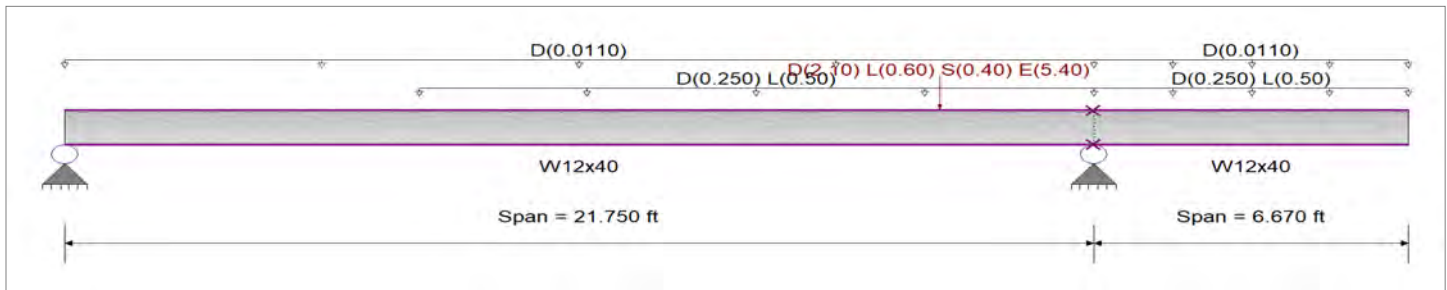 D(0.0110) D(0.0110)
D(2.10) L(0.60) S(0.40) E(5.40)
D(0.250) L(0.50) D(0.250) L(0.50)
W12x40 W12x40
Span = 21.750 ft Span = 6.670 ft